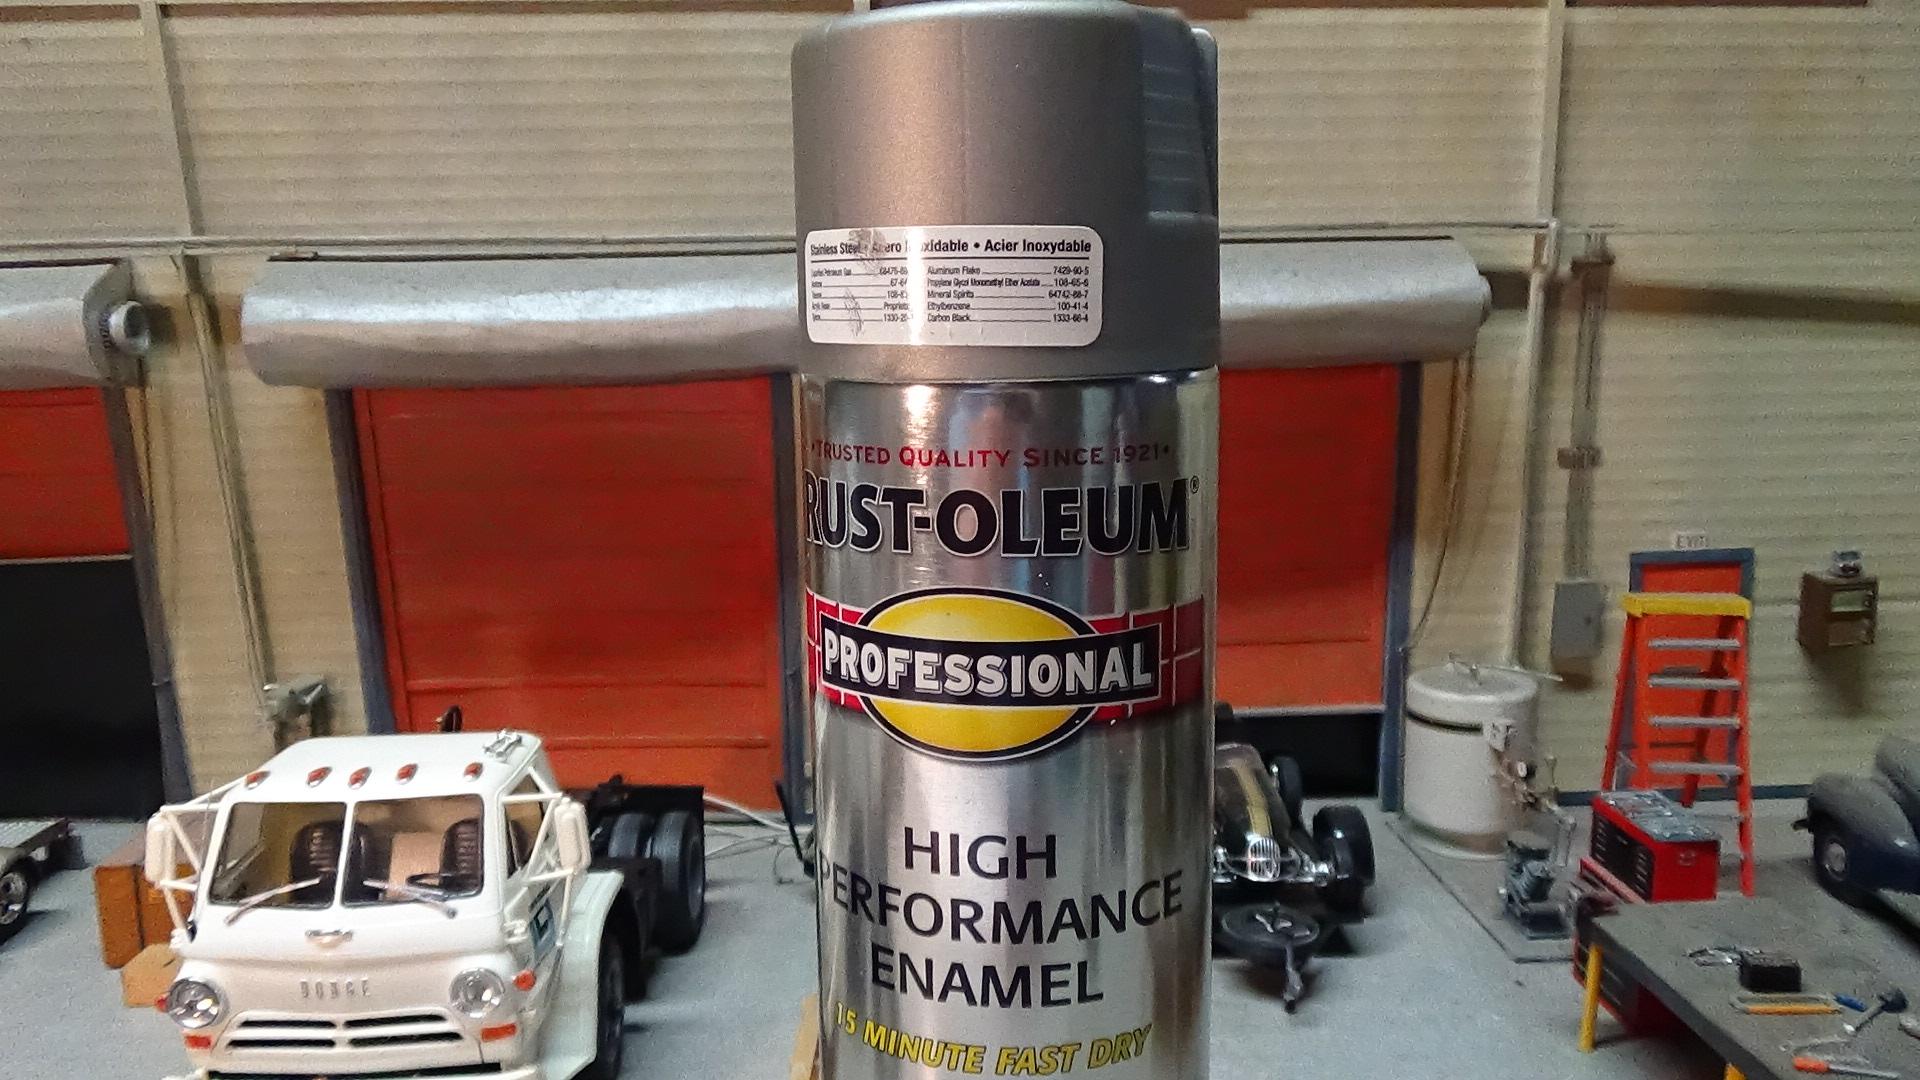 Stainless Steel • Acero Inoxidable • Acier Inoxydable
Aluminum Flake 7429-90-5
Propylene Glycol Monomethyl Ether Acetate 108-65-6
Mineral Spirits 64742-88-7
Ethylbenzene 100-41-4
Carbon Black 1333-86-4
•TRUSTED QUALITY SINCE 1921•
RUST-OLEUM®
PROFESSIONAL
HIGH
PERFORMANCE
ENAMEL
15 MINUTE FAST DRY
DODGE
EXIT